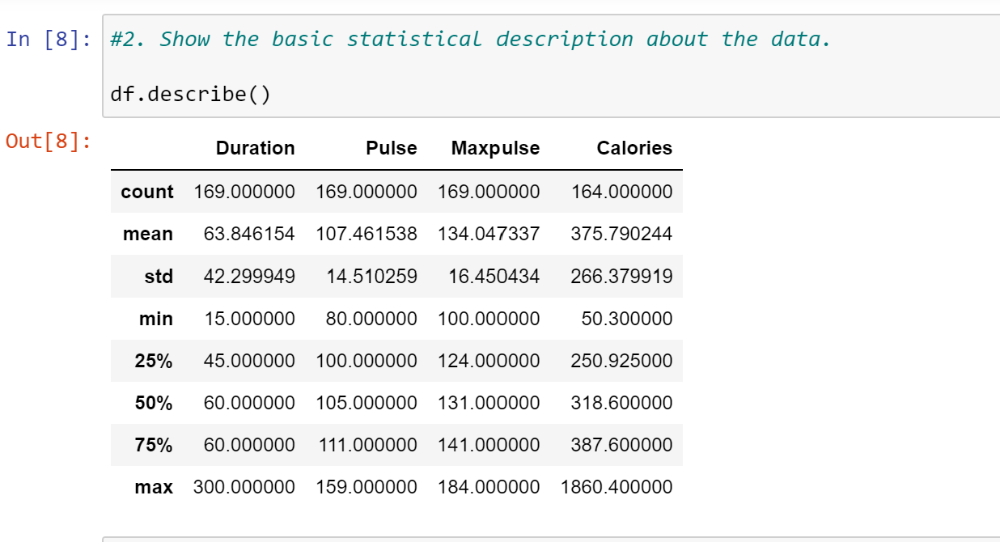 In [8]: #2. Show the basic statistical description about the data.
df.describe()
Out[8]:
Duration Pulse Maxpulse Calories
count 169.000000 169.000000 169.000000 164.000000
mean 63.846154 107.461538 134.047337 375.790244
std 42.299949 14.510259 16.450434 266.379919
min 15.000000 80.000000 100.000000 50.300000
25% 45.000000 100.000000 124.000000 250.925000
50% 60.000000 105.000000 131.000000 318.600000
75% 60.000000 111.000000 141.000000 387.600000
max 300.000000 159.000000 184.000000 1860.400000